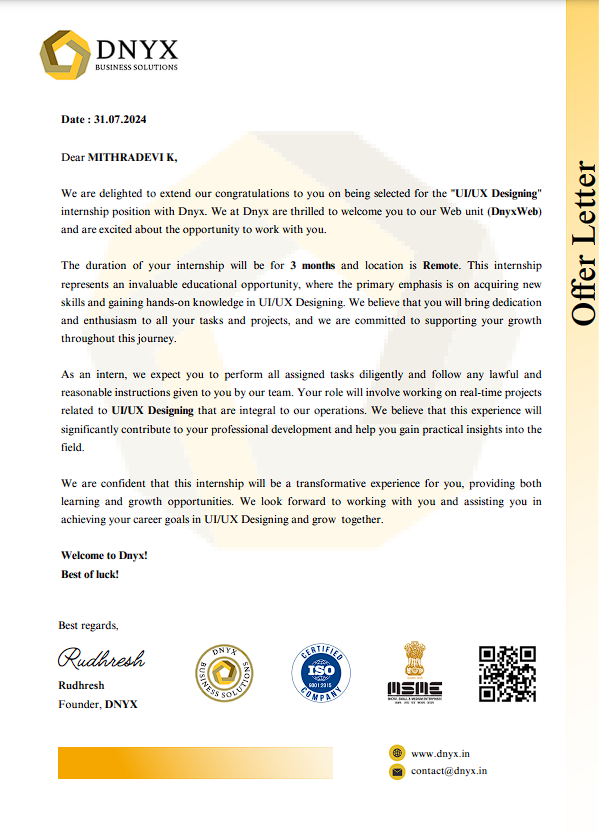 DNYX
BUSINESS SOLUTIONS
Offer Letter
Date : 31.07.2024
Dear MITHRADEVI K,
We are delighted to extend our congratulations to you on being selected for the "UI/UX Designing"
internship position with Dnyx. We at Dnyx are thrilled to welcome you to our Web unit (DnyxWeb)
and are excited about the opportunity to work with you.
The duration of your internship will be for 3 months and location is Remote. This internship
represents an invaluable educational opportunity, where the primary emphasis is on acquiring new
skills and gaining hands-on knowledge in UI/UX Designing. We believe that you will bring dedication
and enthusiasm to all your tasks and projects, and we are committed to supporting your growth
throughout this journey.
As an intern, we expect you to perform all assigned tasks diligently and follow any lawful and
reasonable instructions given to you by our team. Your role will involve working on real-time projects
related to UI/UX Designing that are integral to our operations. We believe that this experience will
significantly contribute to your professional development and help you gain practical insights into the
field.
We are confident that this internship will be a transformative experience for you, providing both
learning and growth opportunities. We look forward to working with you and assisting you in
achieving your career goals in UI/UX Designing and grow together.
Welcome to Dnyx!
Best of luck!
Best regards,
Rudhresh
Rudhresh
Founder, DNYX
DNYX
BUSINESS SOLUTIONS
CERTIFIED
ISO
9001:2015
COMPANY
MSME
MICRO, SMALL & MEDIUM ENTERPRISES
www.dnyx.in
contact@dnyx.in